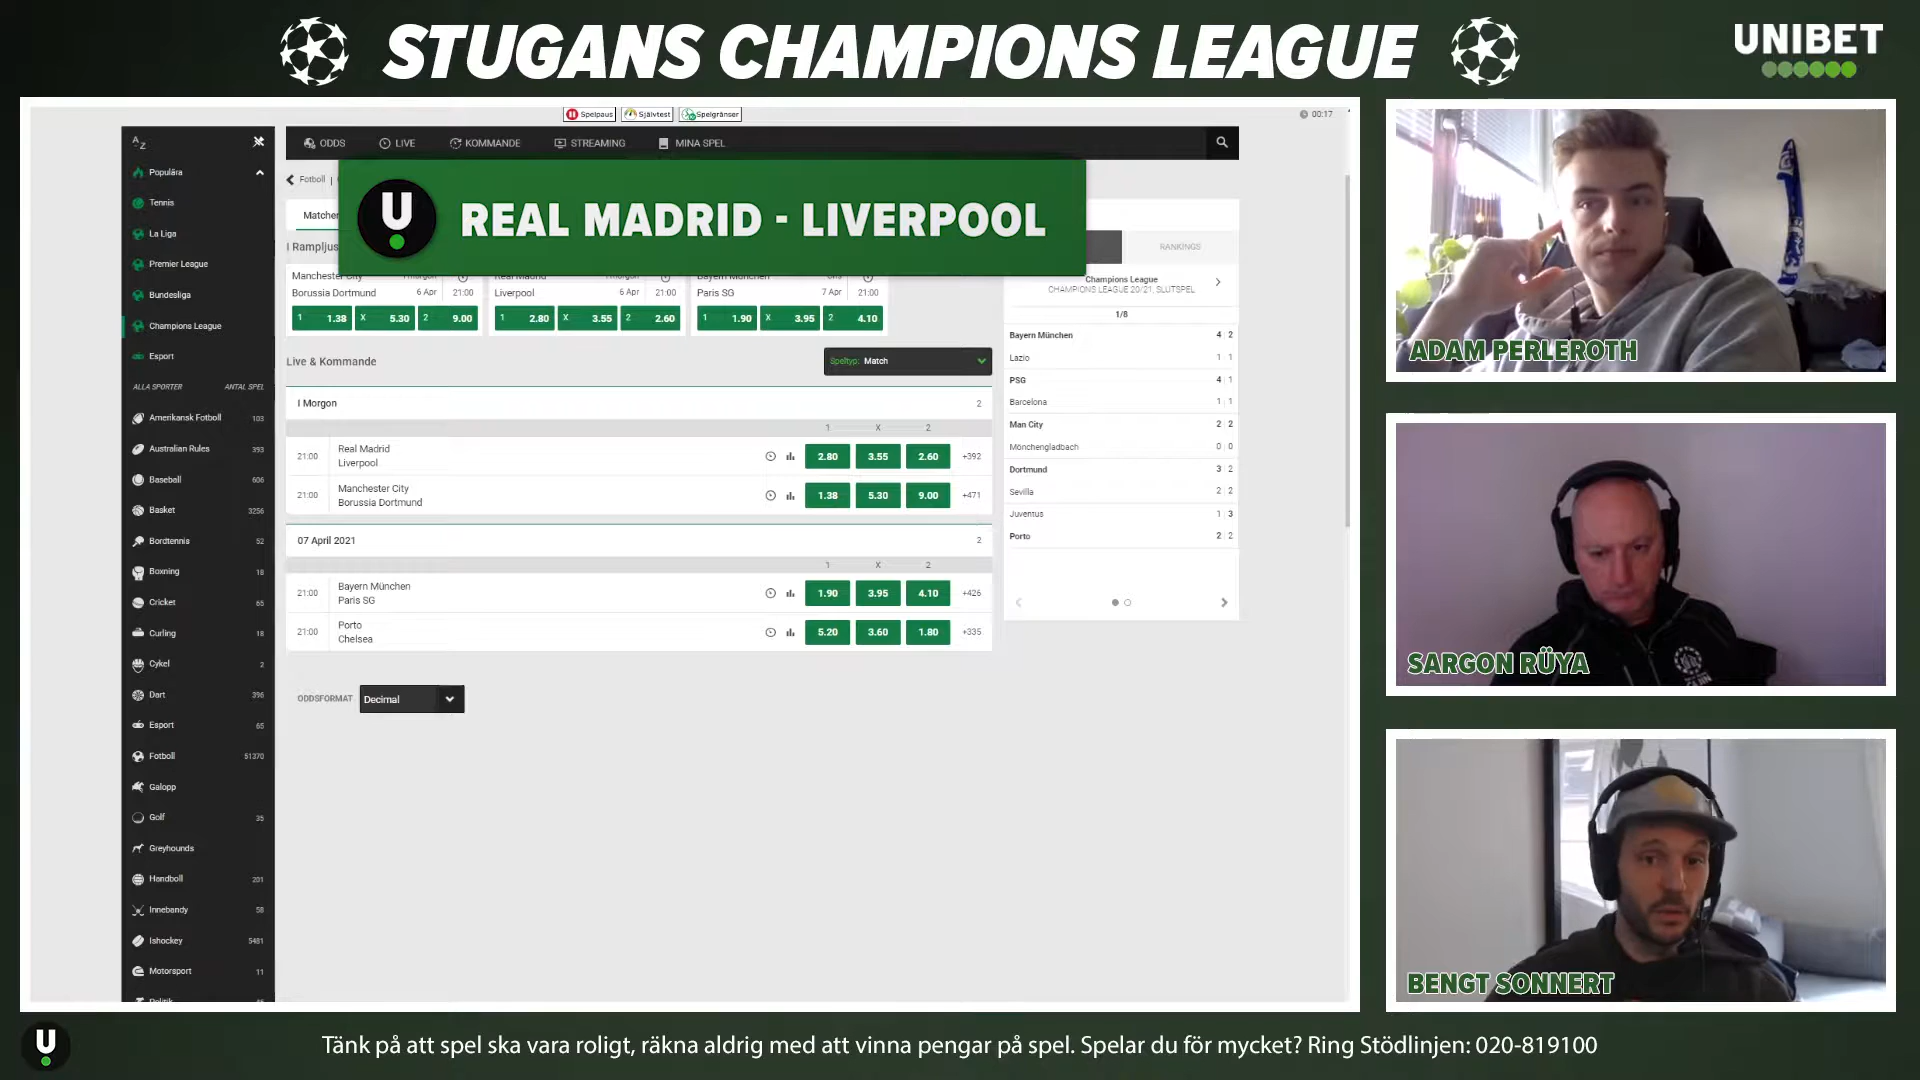 STUGANS CHAMPIONS LEAGUE
UNIBET
Spelpaus
Självtest
Spelgränser
00:17
A
Z
ODDS
LIVE
KOMMANDE
STREAMING
MINA SPEL
Populära
Tennis
La Liga
Premier League
Bundesliga
Champions League
Esport
ALLA SPORTER ANTAL SPEL
Amerikansk Fotboll 103
Australian Rules 393
Baseball 606
Basket 3256
Bordtennis 52
Boxning 18
Cricket 65
Curling 18
Cykel 2
Dart 396
Esport 65
Fotboll 51370
Galopp
Golf 35
Greyhounds
Handboll 201
Innebandy 58
Ishockey 5481
Motorsport 11
Politik
Fotboll |
U
REAL MADRID - LIVERPOOL
Matcher
I Rampljus
Manchester City
Borussia Dortmund 6 Apr 21:00
1 1.38 X 5.30 2 9.00
Real Madrid
Liverpool 6 Apr 21:00
1 2.80 X 3.55 2 2.60
Bayern München
Paris SG 7 Apr 21:00
1 1.90 X 3.95 2 4.10
Live & Kommande
Speltyp: Match
I Morgon 2
1 X 2
21:00 Real Madrid
Liverpool
2.80 3.55 2.60 +392
21:00 Manchester City
Borussia Dortmund
1.38 5.30 9.00 +471
07 April 2021 2
1 X 2
21:00 Bayern München
Paris SG
1.90 3.95 4.10 +426
21:00 Porto
Chelsea
5.20 3.60 1.80 +335
ODDSFORMAT Decimal
RANKINGS
Champions League
CHAMPIONS LEAGUE 20/21, SLUTSPEL
1/8
Bayern München 4 2
Lazio 1 1
PSG 4 1
Barcelona 1 1
Man City 2 2
Mönchengladbach 0 0
Dortmund 3 2
Sevilla 2 2
Juventus 1 3
Porto 2 2
ADAM PERLEROTH
SARGON RÜYA
BENGT SONNERT
U
Tänk på att spel ska vara roligt, räkna aldrig med att vinna pengar på spel. Spelar du för mycket? Ring Stödlinjen: 020-819100